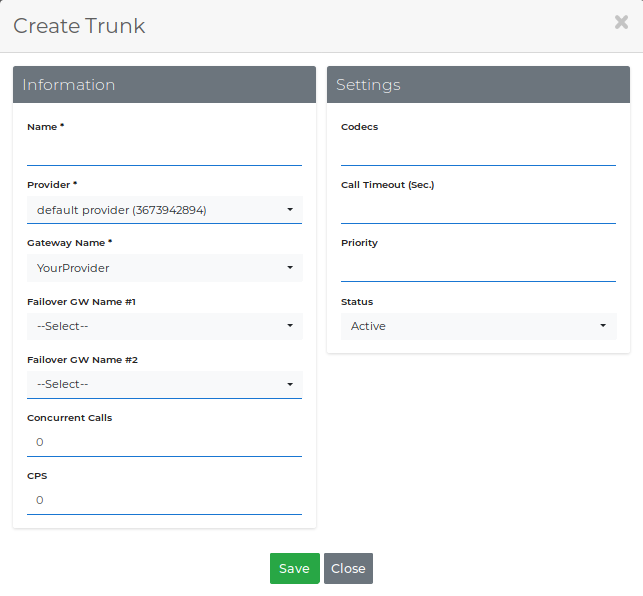 Create Trunk
Information
Name *
Provider *
default provider (3673942894)
Gateway Name *
YourProvider
Failover GW Name #1
--Select--
Failover GW Name #2
--Select--
Concurrent Calls
0
CPS
0
Settings
Codecs
Call Timeout (Sec.)
Priority
Status
Active
Save Close